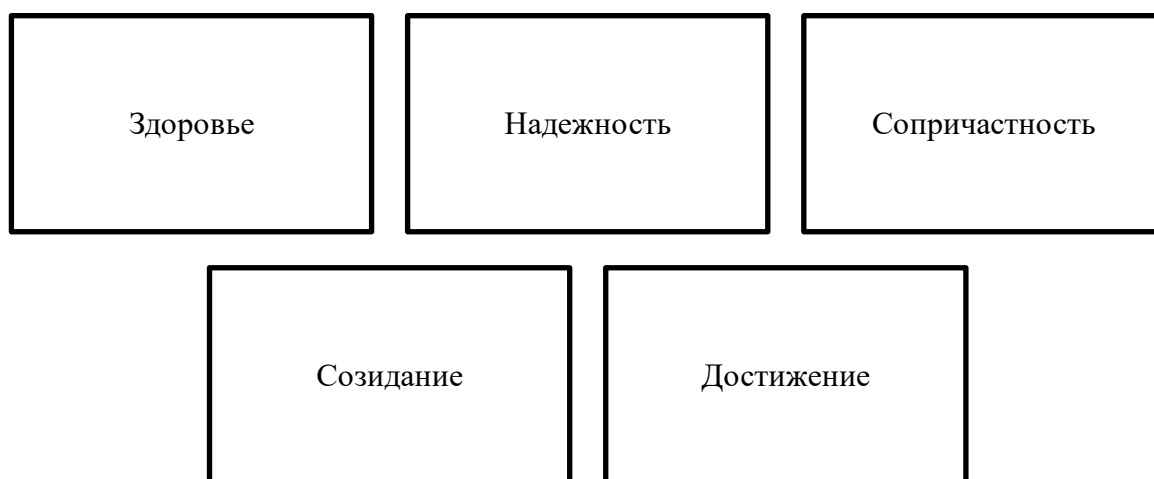 Здоровье
Надежность
Сопричастность
Созидание
Достижение